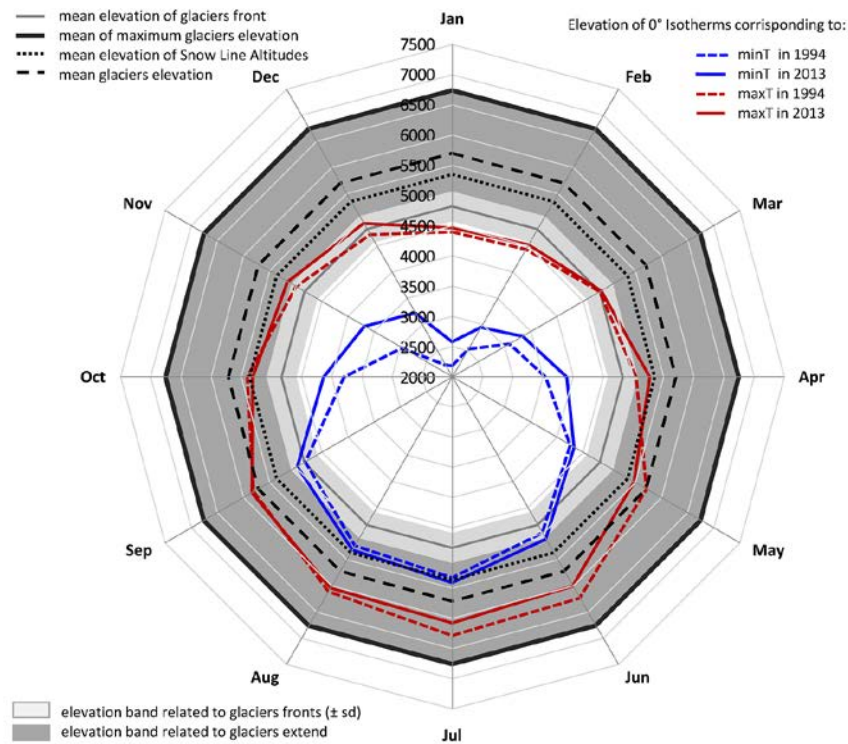 mean elevation of glaciers front
mean of maximum glaciers elevation
mean elevation of Snow Line Altitudes
mean glaciers elevation
Elevation of 0° Isotherms corrisponding to:
minT in 1994
minT in 2013
maxT in 1994
maxT in 2013
Jan
Feb
Mar
Apr
May
Jun
Jul
Aug
Sep
Oct
Nov
Dec
7500
7000
6500
6000
5500
5000
4500
4000
3500
3000
2500
2000
elevation band related to glaciers fronts (± sd)
elevation band related to glaciers extend